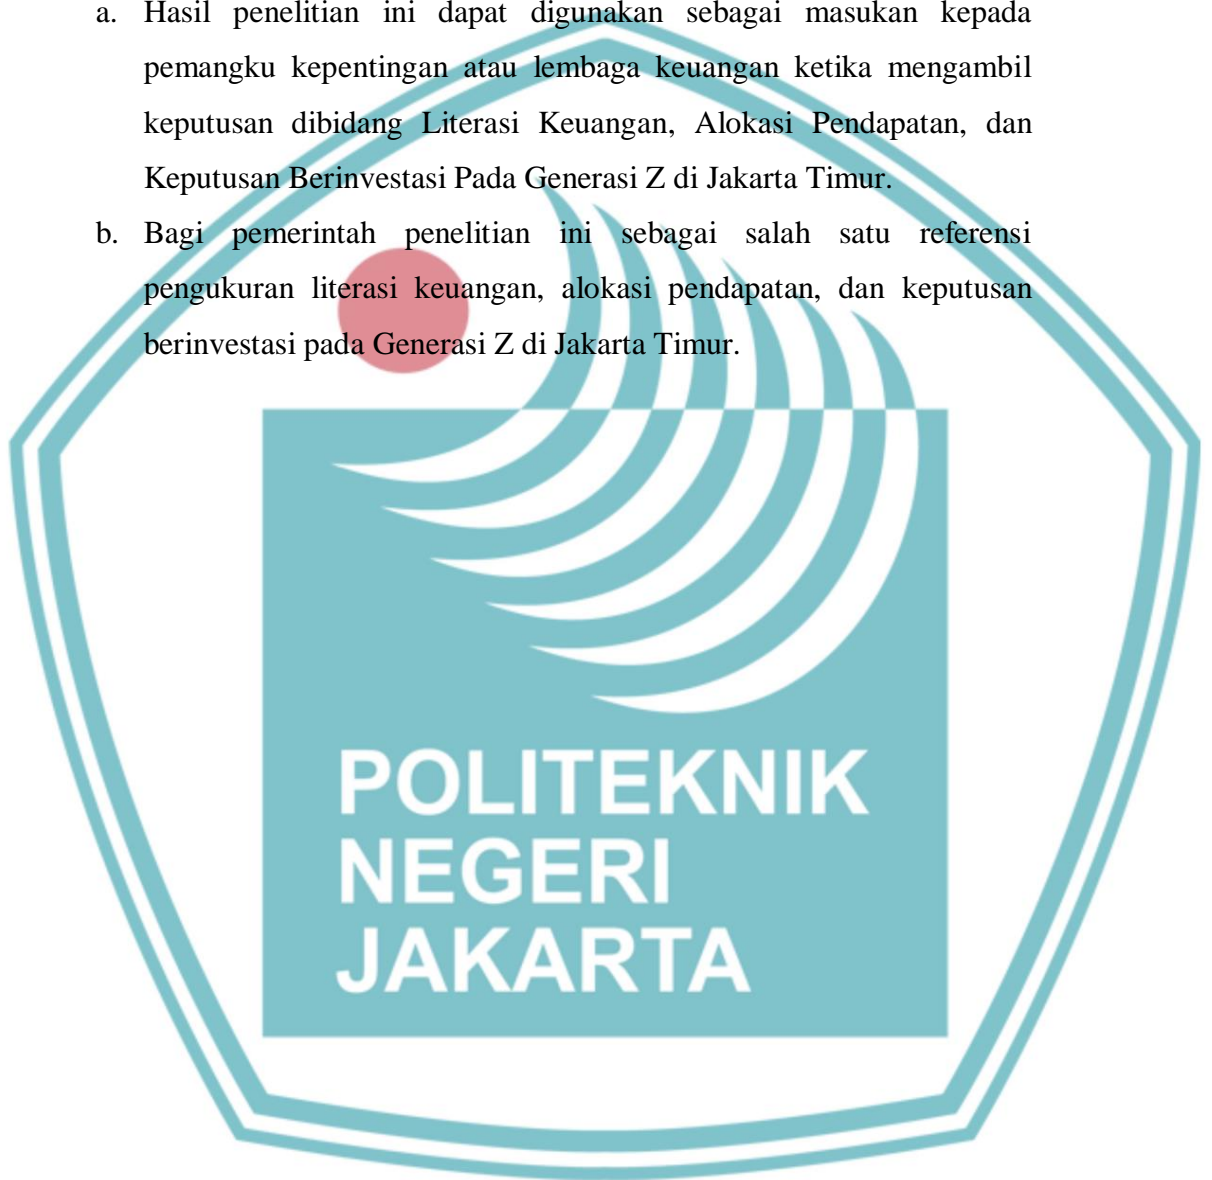 a. Hasil penelitian ini dapat digunakan sebagai masukan kepada
pemangku kepentingan atau lembaga keuangan ketika mengambil
keputusan dibidang Literasi Keuangan, Alokasi Pendapatan, dan
Keputusan Berinvestasi Pada Generasi Z di Jakarta Timur.
b. Bagi pemerintah penelitian ini sebagai salah satu referensi
pengukuran literasi keuangan, alokasi pendapatan, dan keputusan
berinvestasi pada Generasi Z di Jakarta Timur.
POLITEKNIK
NEGERI
JAKARTA